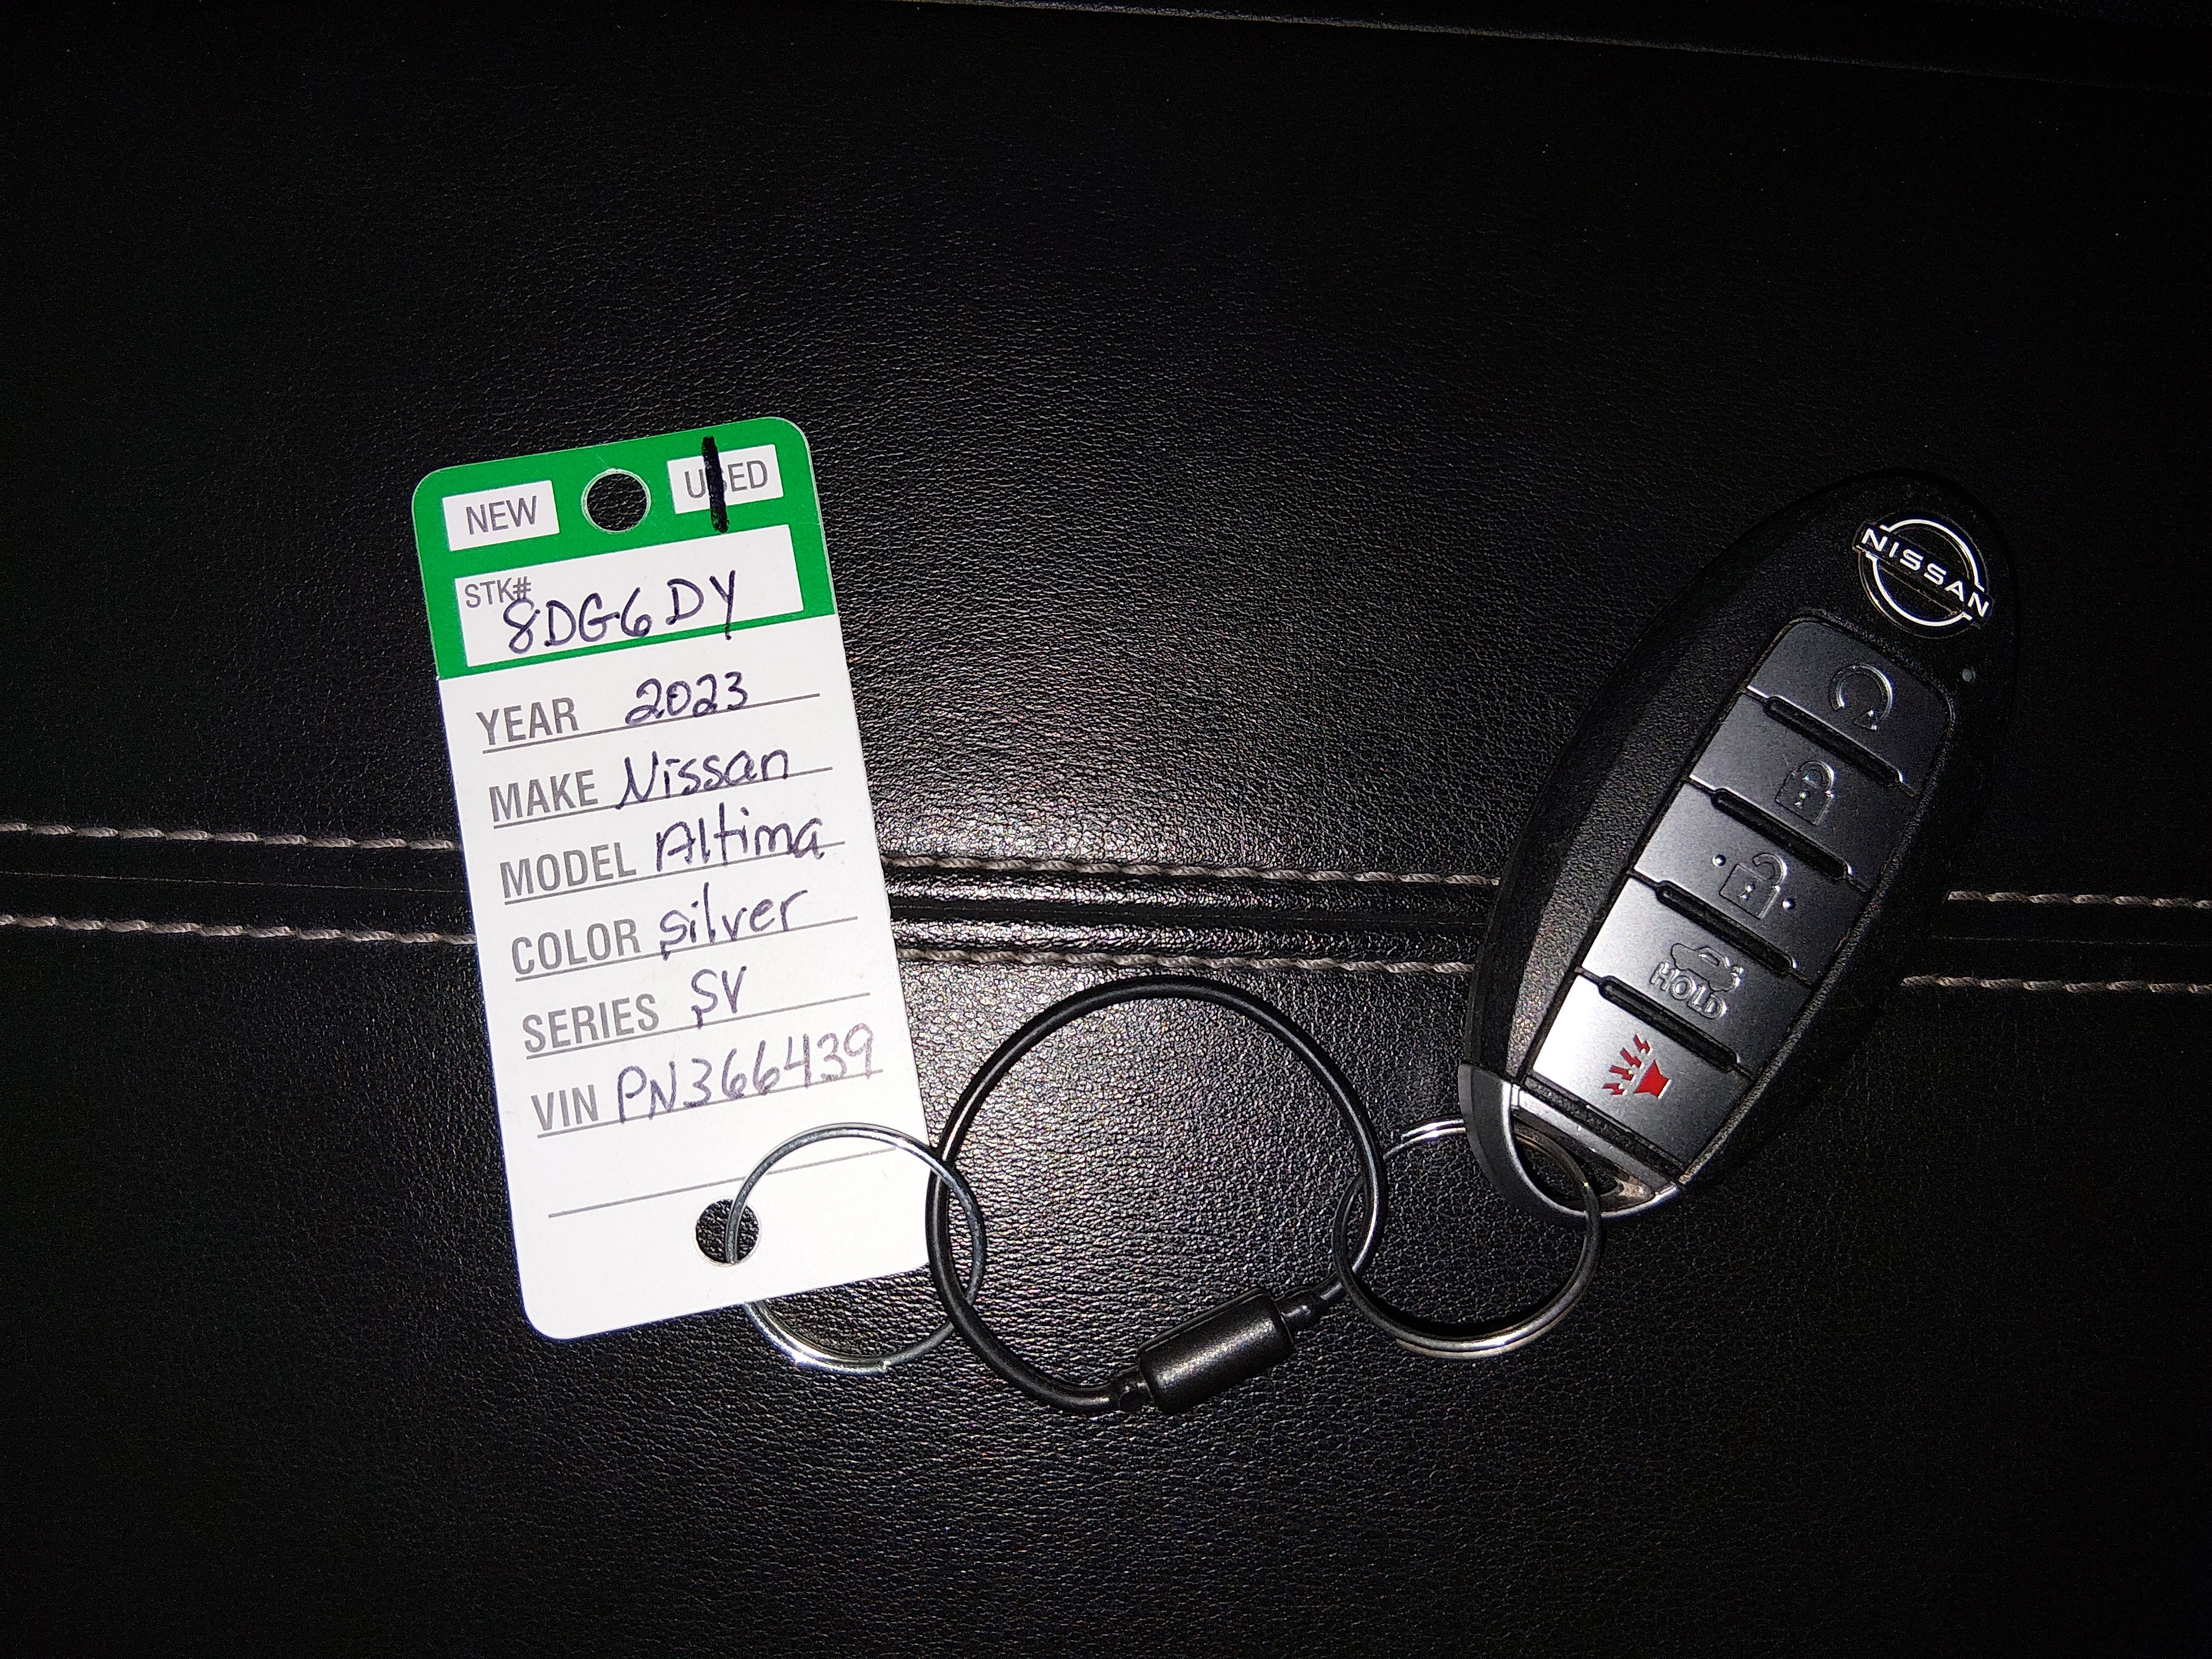 NEW USED
STK#
8DG6DY
YEAR 2023
MAKE Nissan
MODEL Altima
COLOR silver
SERIES SV
VIN PN366439
NISSAN
HOLD